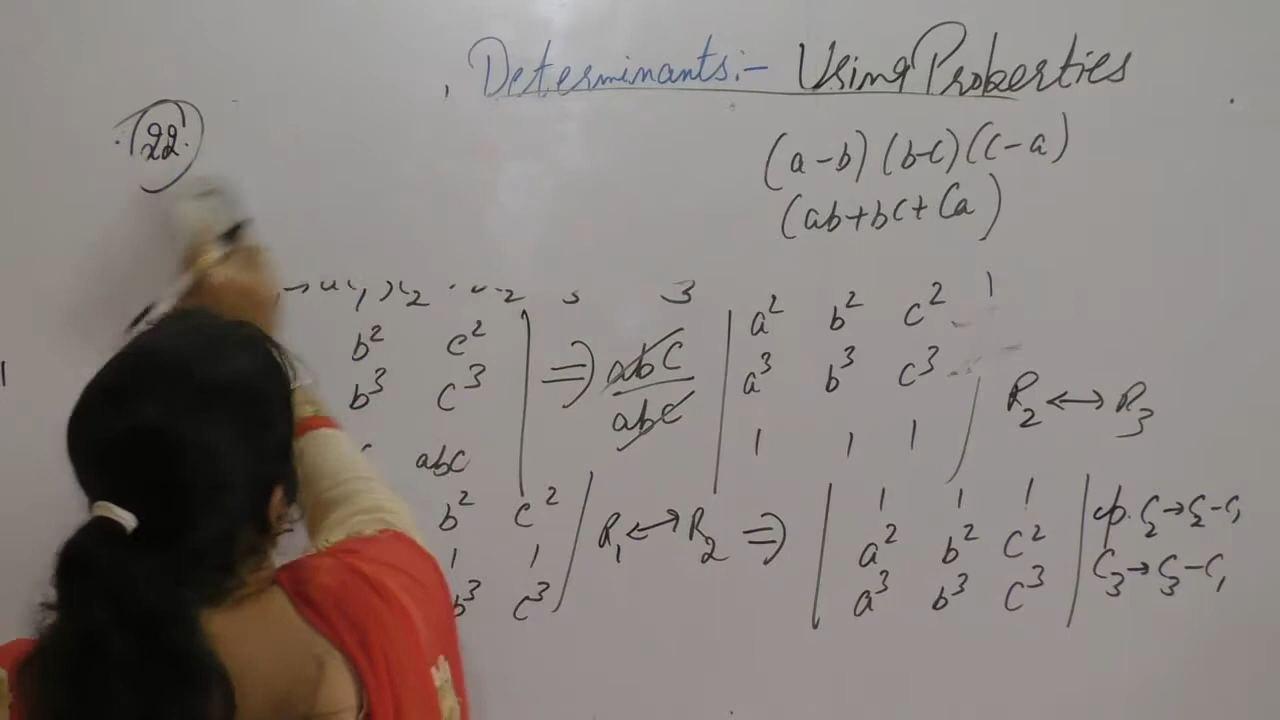 Determinants:- Using Properties
22.
(a-b) (b-c) (c-a)
(ab+bc+ca)
b² c² | ⇒ abc/abc | a² b² c²
b³ c³ | a³ b³ c³
abc | 1 1 1 | R₂ ↔ R₃
b² c² | R₁ ↔ R₂ ⇒ | 1 1 1 | op. C₂→C₂-C₁
1 1 | a² b² c² | C₃→C₃-C₁
b³ c³ | a³ b³ c³ |